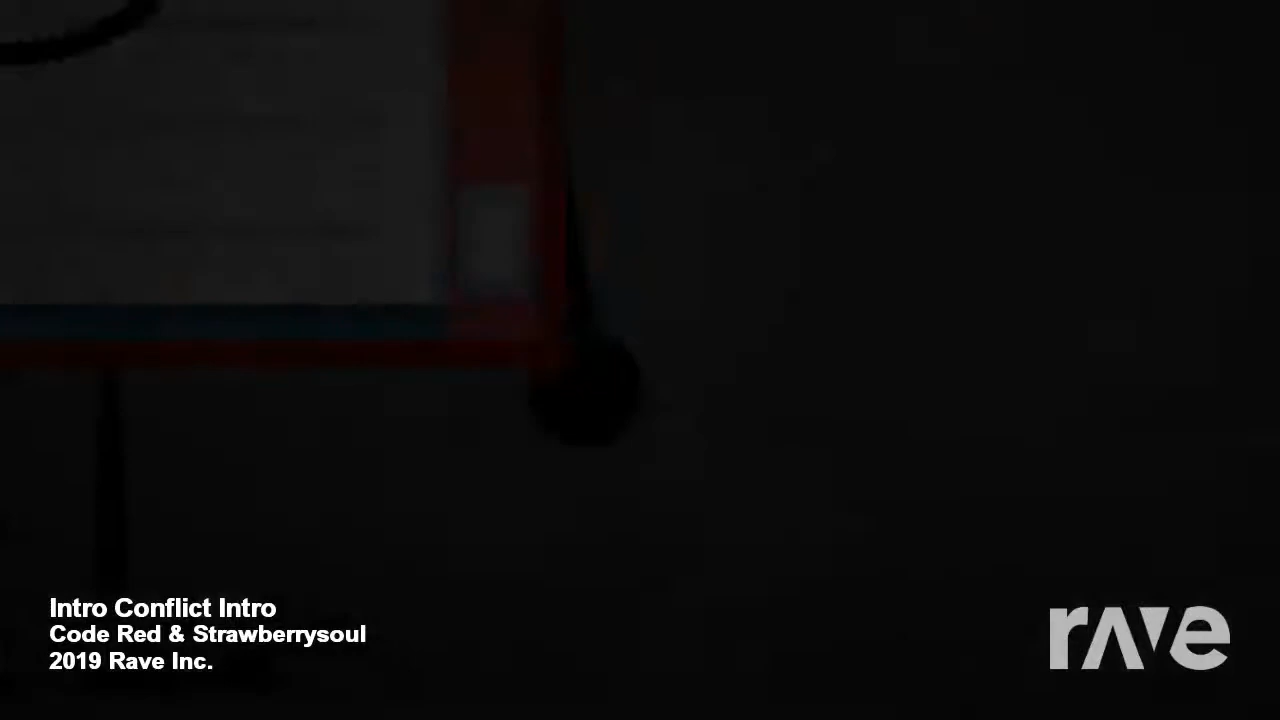 Intro Conflict Intro
Code Red & Strawberrysoul
2019 Rave Inc.
rave